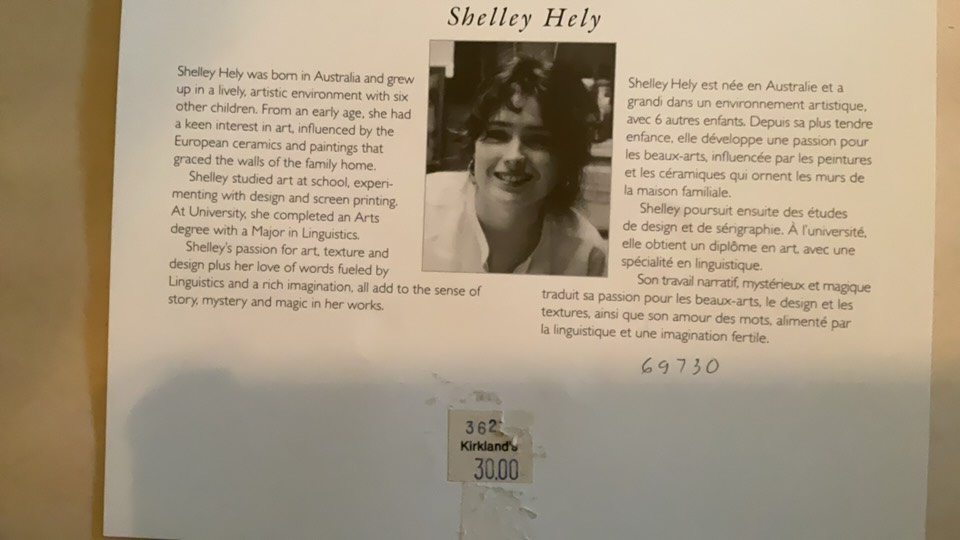 Shelley Hely
Shelley Hely was born in Australia and grew
up in a lively, artistic environment with six
other children. From an early age, she had
a keen interest in art, influenced by the
European ceramics and paintings that
graced the walls of the family home.
Shelley studied art at school, experi-
menting with design and screen printing.
At University, she completed an Arts
degree with a Major in Linguistics.
Shelley's passion for art, texture and
design plus her love of words fueled by
Linguistics and a rich imagination, all add to the sense of
story, mystery and magic in her works.
Shelley Hely est née en Australie et a
grandi dans un environnement artistique,
avec 6 autres enfants. Depuis sa plus tendre
enfance, elle développe une passion pour
les beaux-arts, influencée par les peintures
et les céramiques qui ornent les murs de
la maison familiale.
Shelley poursuit ensuite des études
de design et de sérigraphie. À l'université,
elle obtient un diplôme en art, avec une
spécialité en linguistique.
Son travail narratif, mystérieux et magique
traduit sa passion pour les beaux-arts, le design et les
textures, ainsi que son amour des mots, alimenté par
la linguistique et une imagination fertile.
69730
362
Kirkland's
30.00